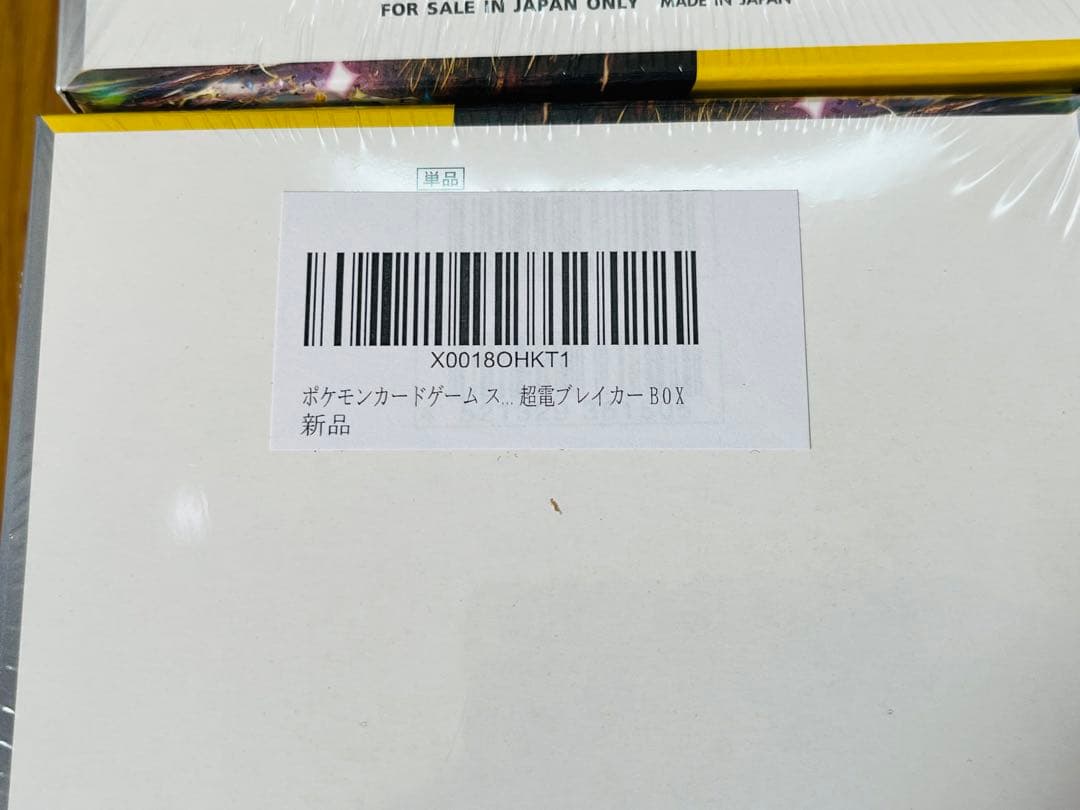 FOR SALE IN JAPAN ONLY MADE IN JAPAN
単品
X0018OHKT1
ポケモンカードゲーム ス... 超電ブレイカー BOX
新品